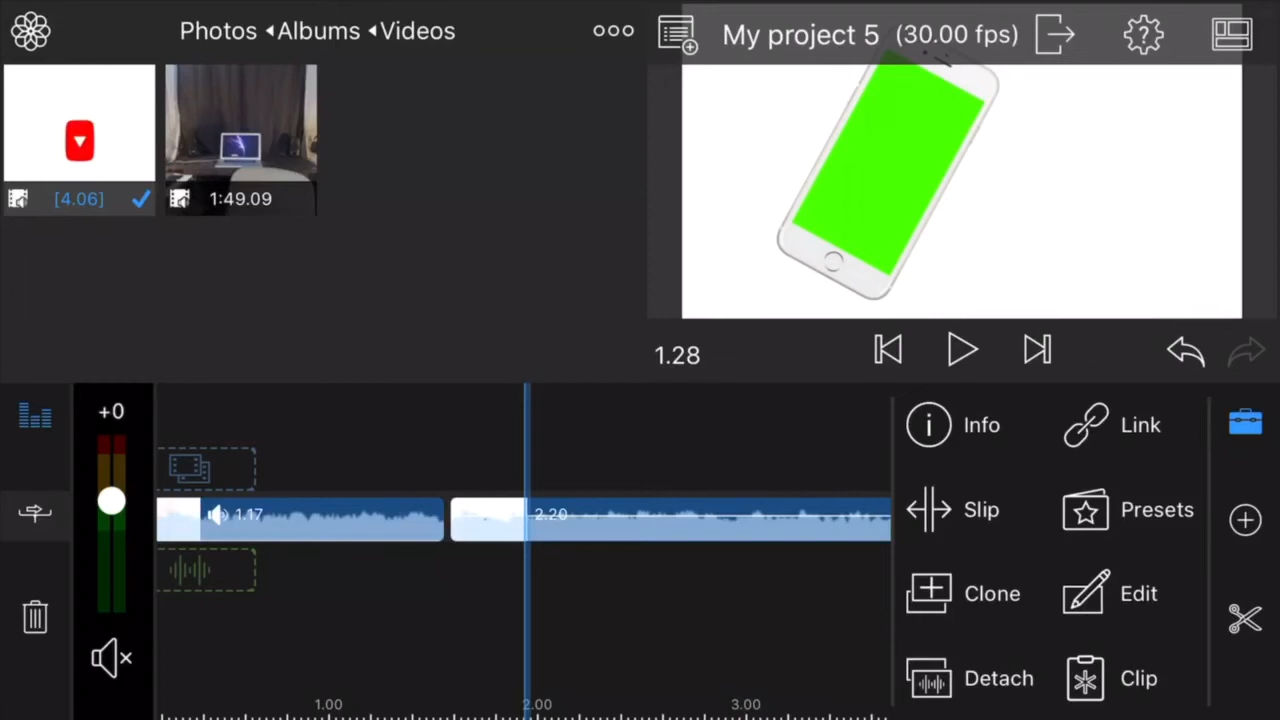 Photos ◂Albums ◂Videos
My project 5 (30.00 fps)
[4.06]
1:49.09
1.28
+0
1.17
2.20
Info
Link
Slip
Presets
Clone
Edit
Detach
Clip
1.00
2.00
3.00